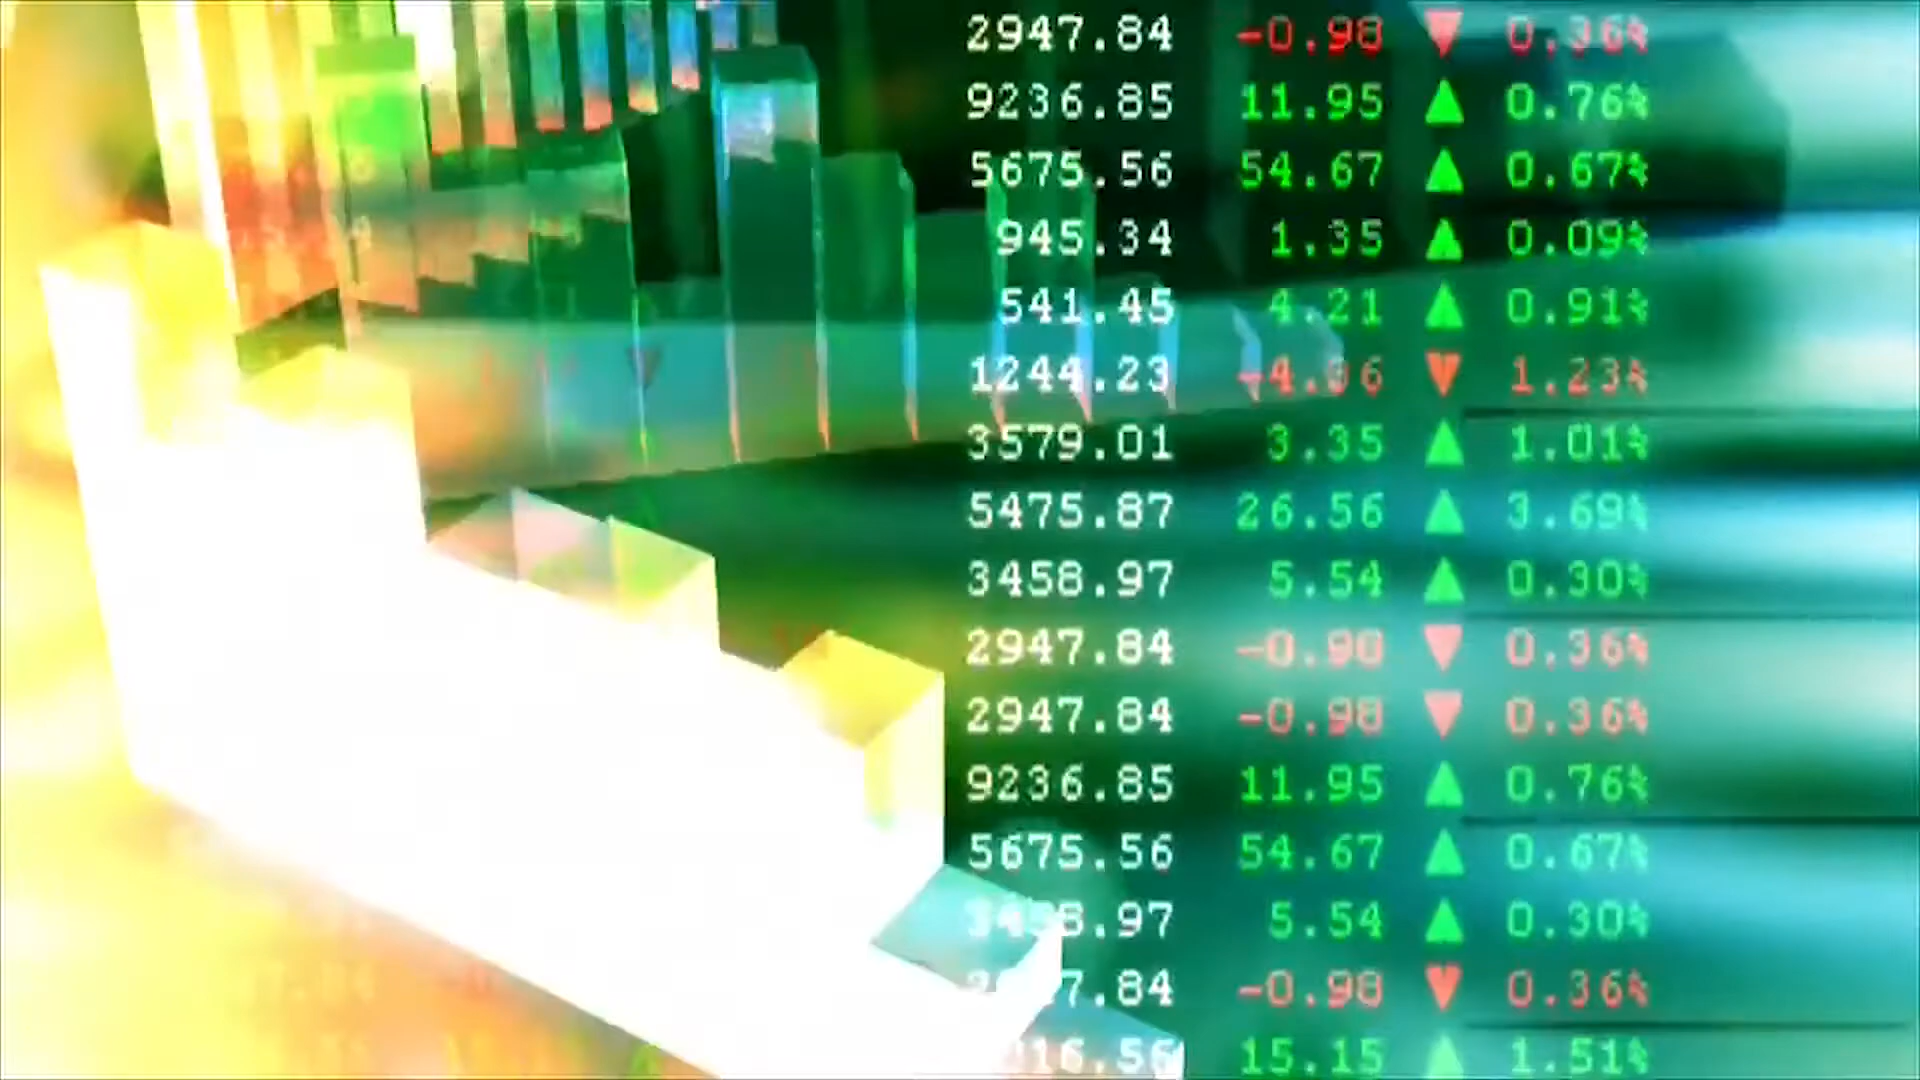 2947.84 -0.98 ▼ 0.36%
9236.85 11.95 ▲ 0.76%
5675.56 54.67 ▲ 0.67%
945.34 1.35 ▲ 0.09%
541.45 4.21 ▲ 0.91%
1244.23 ▼ 1.23%
3579.01 3.35 ▲ 1.01%
5475.87 26.56 ▲ 3.69%
3458.97 5.54 ▲ 0.30%
2947.84 -0.98 ▼ 0.36%
2947.84 -0.98 ▼ 0.36%
9236.85 11.95 ▲ 0.76%
5675.56 54.67 ▲ 0.67%
3458.97 5.54 ▲ 0.30%
-0.98 ▼ 0.36%
15.15 ▲ 1.51%